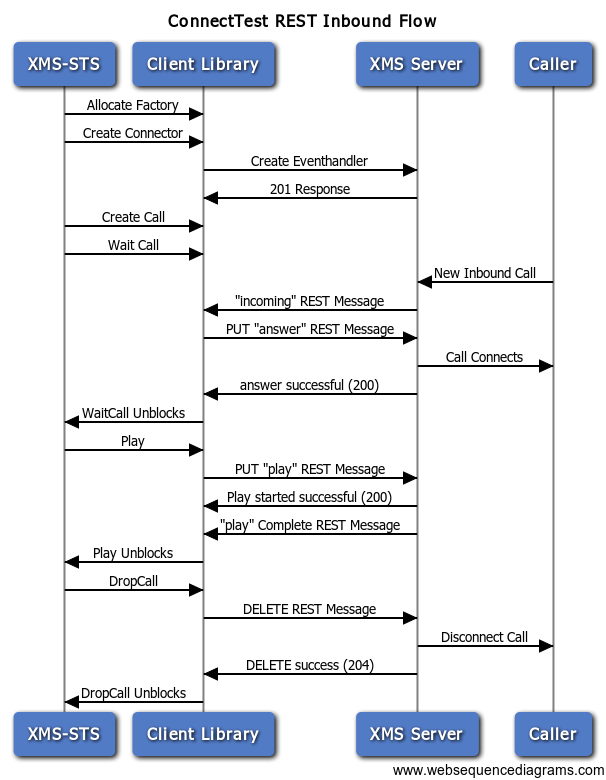 ConnectTest REST Inbound Flow
XMS-STS
Client Library
XMS Server
Caller
Allocate Factory
Create Connector
Create Eventhandler
201 Response
Create Call
Wait Call
New Inbound Call
"incoming" REST Message
PUT "answer" REST Message
Call Connects
answer successful (200)
WaitCall Unblocks
Play
PUT "play" REST Message
Play started successful (200)
"play" Complete REST Message
Play Unblocks
DropCall
DELETE REST Message
Disconnect Call
DELETE success (204)
DropCall Unblocks
XMS-STS
Client Library
XMS Server
Caller
www.websequencediagrams.com